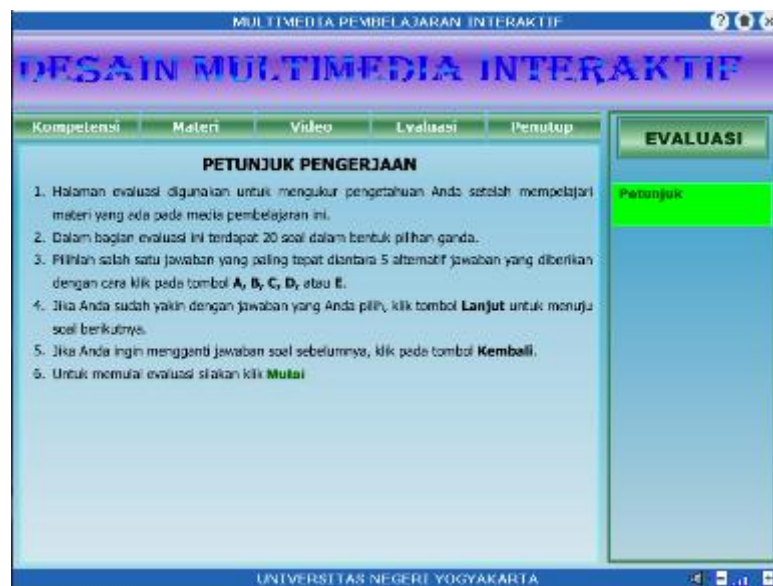 MULTIMEDIA PEMBELAJARAN INTERAKTIF
DESAIN MULTIMEDIA INTERAKTIF
Kompetensi Materi Video Evaluasi Penutup
EVALUASI
Petunjuk
PETUNJUK PENGERJAAN
1. Halaman evaluasi digunakan untuk mengukur pengetahuan Anda setelah mempelajari
materi yang ada pada media pembelajaran ini.
2. Dalam bagian evaluasi ini terdapat 20 soal dalam bentuk pilihan ganda.
3. Pilihlah salah satu jawaban yang paling tepat diantara 5 alternatif jawaban yang diberikan
dengan cara klik pada tombol A, B, C, D, atau E.
4. Jika Anda sudah yakin dengan jawaban yang Anda pilih, klik tombol Lanjut untuk menuju
soal berikutnya.
5. Jika Anda ingin mengganti jawaban soal sebelumnya, klik pada tombol Kembali.
6. Untuk memulai evaluasi silakan klik Mulai
UNIVERSITAS NEGERI YOGYAKARTA